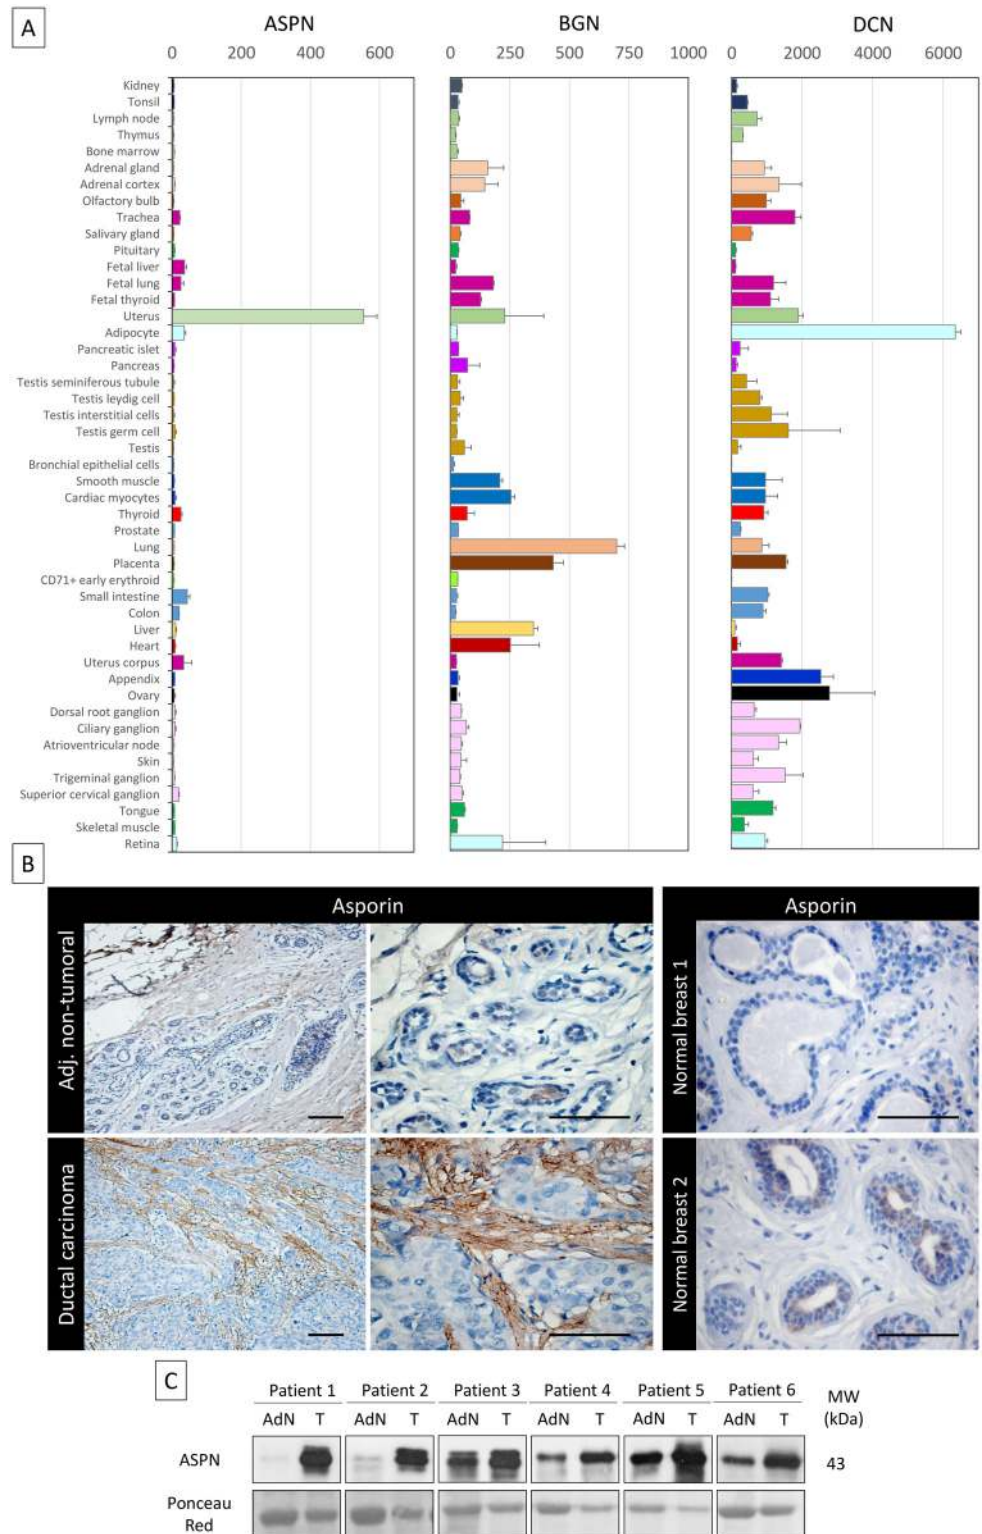 A
ASPN BGN DCN
0 200 400 600 0 250 500 750 1000 0 2000 4000 6000
Kidney
Tonsil
Lymph node
Thymus
Bone marrow
Adrenal gland
Adrenal cortex
Olfactory bulb
Trachea
Salivary gland
Pituitary
Fetal liver
Fetal lung
Fetal thyroid
Uterus
Adipocyte
Pancreatic islet
Pancreas
Testis seminiferous tubule
Testis leydig cell
Testis interstitial cells
Testis germ cell
Testis
Bronchial epithelial cells
Smooth muscle
Cardiac myocytes
Thyroid
Prostate
Lung
Placenta
CD71+ early erythroid
Small intestine
Colon
Liver
Heart
Uterus corpus
Appendix
Ovary
Dorsal root ganglion
Ciliary ganglion
Atrioventricular node
Skin
Trigeminal ganglion
Superior cervical ganglion
Tongue
Skeletal muscle
Retina
B
Asporin Asporin
Adj. non-tumoral
Normal breast 1
Ductal carcinoma
Normal breast 2
C
Patient 1 Patient 2 Patient 3 Patient 4 Patient 5 Patient 6 MW
AdN T AdN T AdN T AdN T AdN T AdN T (kDa)
ASPN 43
Ponceau
Red